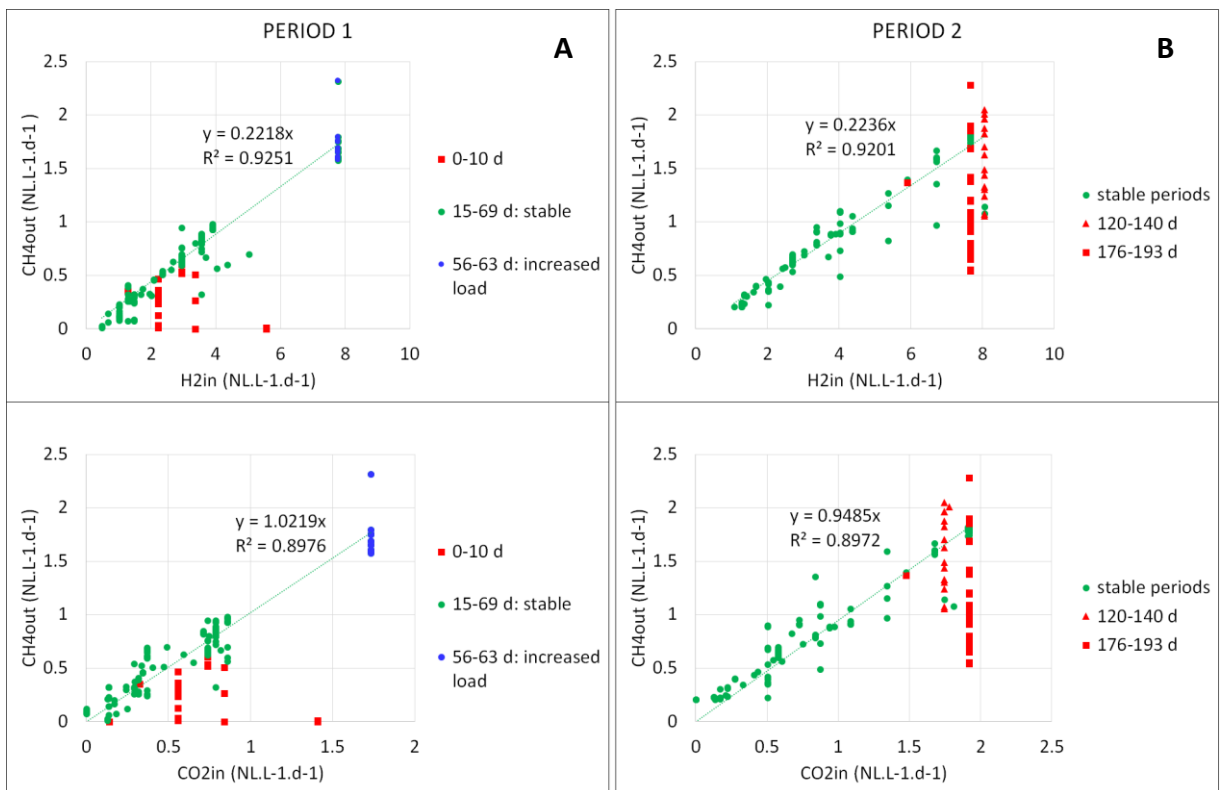 PERIOD 1
A
CH4out (NL.L-1.d-1)
2.5
2
1.5
1
0.5
0
y = 0.2218x
R² = 0.9251
0 2 4 6 8 10
H2in (NL.L-1.d-1)
0-10 d
15-69 d: stable
56-63 d: increased
load
PERIOD 2
B
CH4out (NL.L-1.d-1)
2.5
2
1.5
1
0.5
0
y = 0.2236x
R² = 0.9201
0 2 4 6 8 10
H2in (NL.L-1.d-1)
stable periods
120-140 d
176-193 d
CH4out (NL.L-1.d-1)
2.5
2
1.5
1
0.5
0
y = 1.0219x
R² = 0.8976
0 0.5 1 1.5 2
CO2in (NL.L-1.d-1)
0-10 d
15-69 d: stable
56-63 d: increased
load
CH4out (NL.L-1.d-1)
2.5
2
1.5
1
0.5
0
y = 0.9485x
R² = 0.8972
0 0.5 1 1.5 2 2.5
CO2in (NL.L-1.d-1)
stable periods
120-140 d
176-193 d